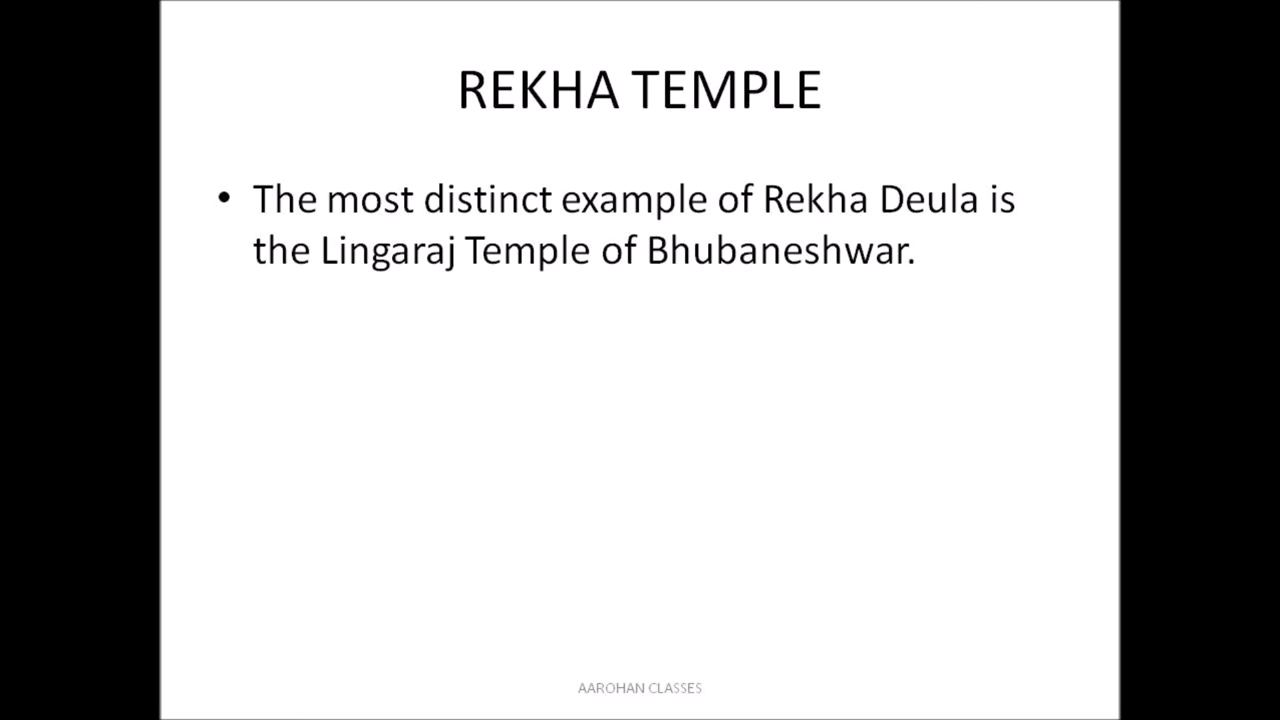 REKHA TEMPLE
• The most distinct example of Rekha Deula is
the Lingaraj Temple of Bhubaneshwar.
AAROHAN CLASSES